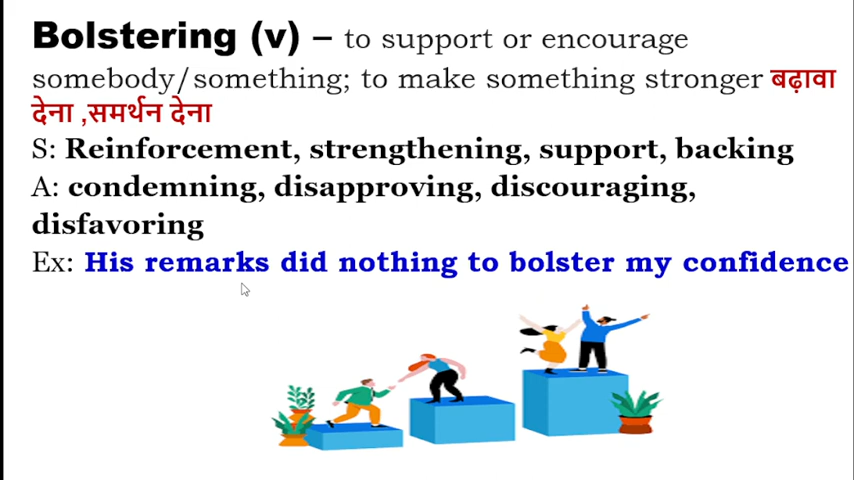 Bolstering (v) – to support or encourage
somebody/something; to make something stronger बढ़ावा
देना ,समर्थन देना
S: Reinforcement, strengthening, support, backing
A: condemning, disapproving, discouraging,
disfavoring
Ex: His remarks did nothing to bolster my confidence